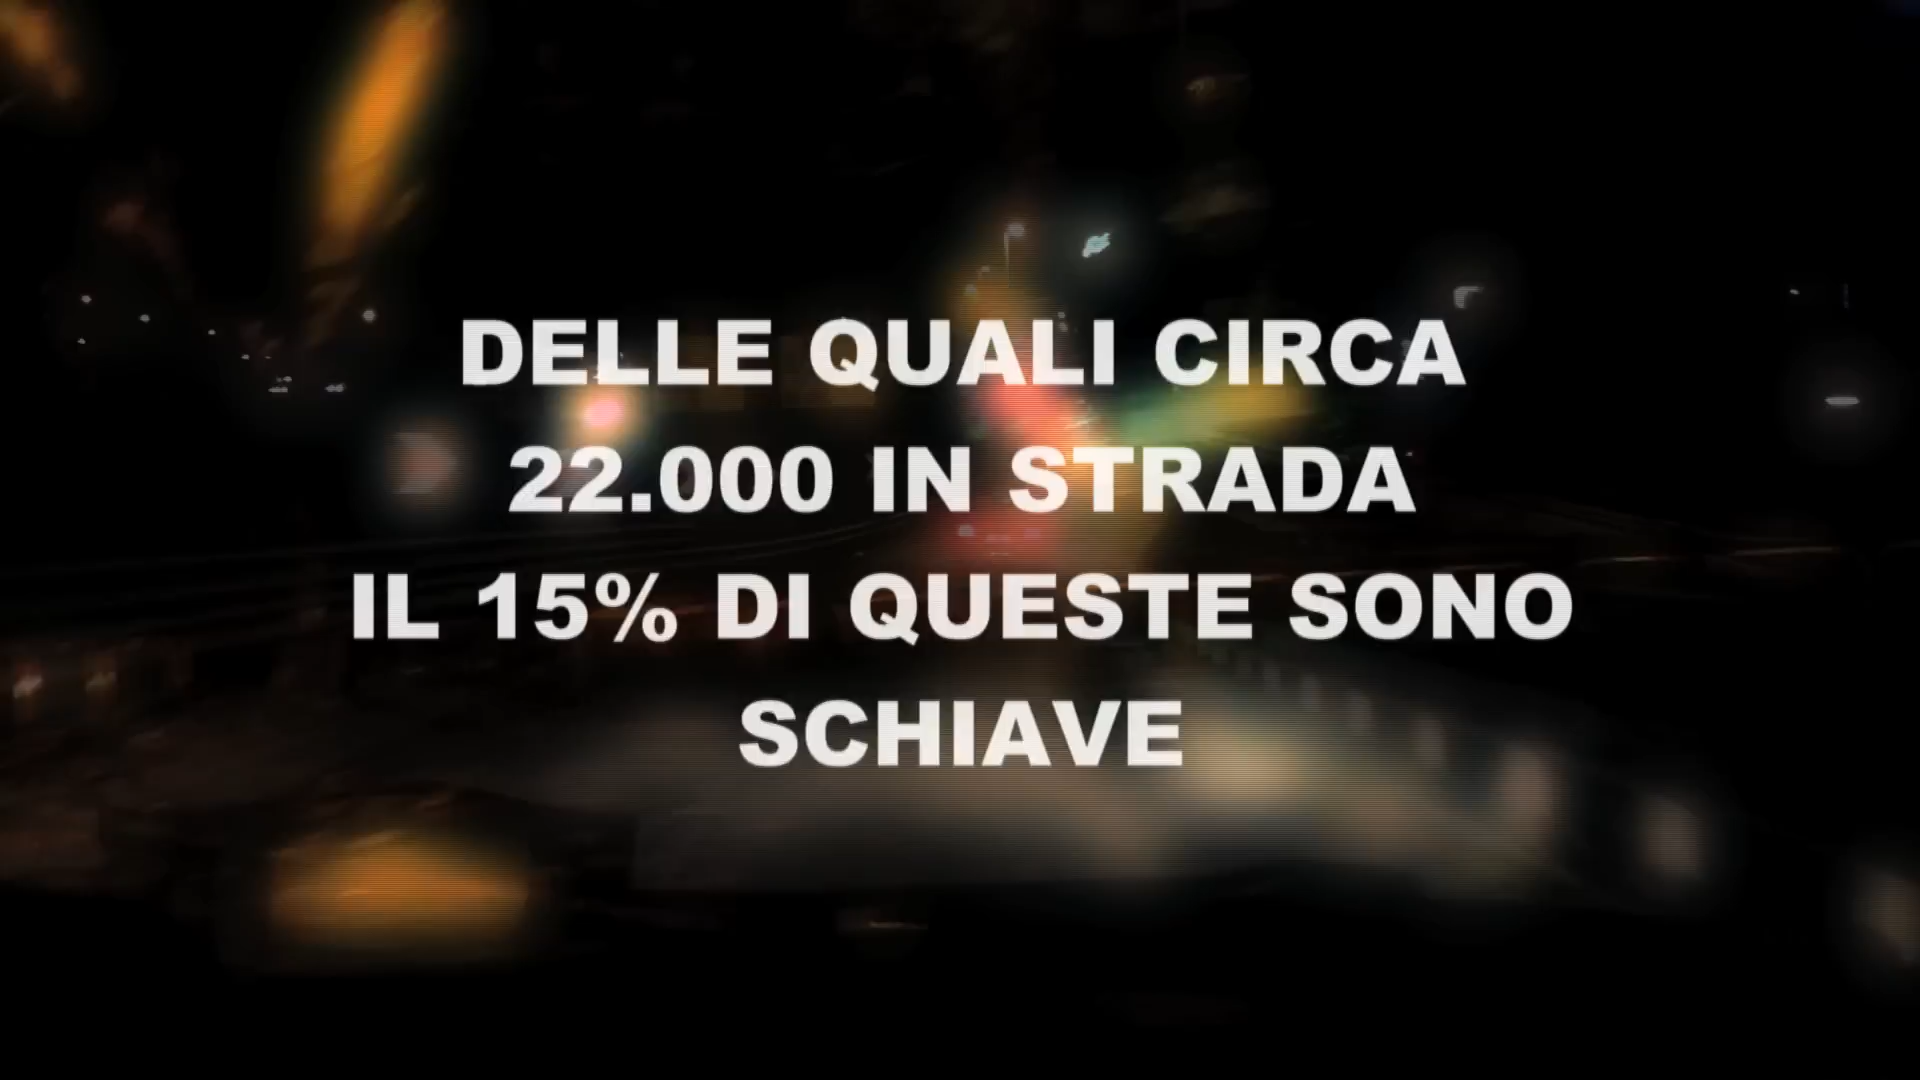 DELLE QUALI CIRCA
22.000 IN STRADA
IL 15% DI QUESTE SONO
SCHIAVE